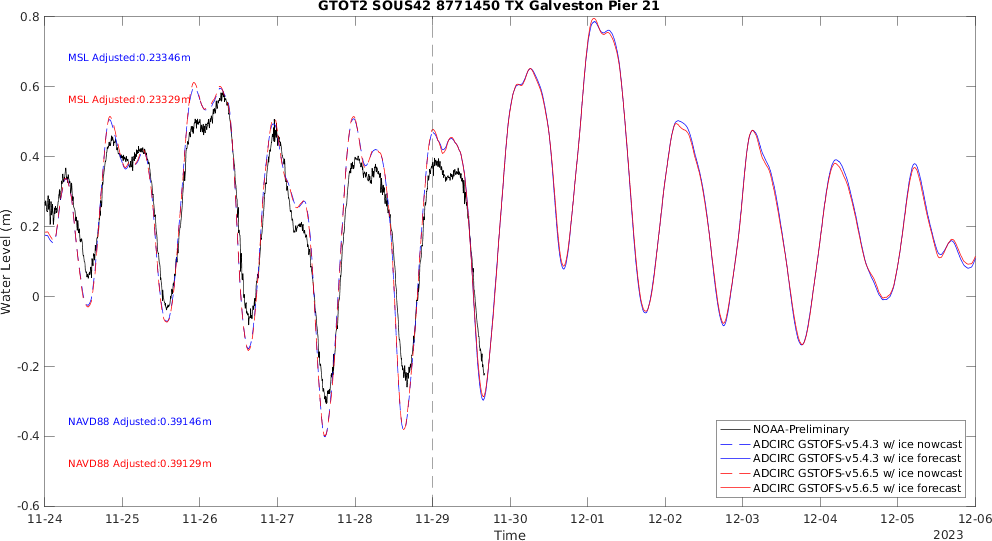 GTOT2 SOUS42 8771450 TX Galveston Pier 21
0.8
0.6
0.4
0.2
0
-0.2
-0.4
-0.6
Water Level (m)
MSL Adjusted:0.23346m
MSL Adjusted:0.23329m
NAVD88 Adjusted:0.39146m
NAVD88 Adjusted:0.39129m
NOAA-Preliminary
ADCIRC GSTOFS-v5.4.3 w/ ice nowcast
ADCIRC GSTOFS-v5.4.3 w/ ice forecast
ADCIRC GSTOFS-v5.6.5 w/ ice nowcast
ADCIRC GSTOFS-v5.6.5 w/ ice forecast
11-24 11-25 11-26 11-27 11-28 11-29 11-30 12-01 12-02 12-03 12-04 12-05 12-06
Time
2023